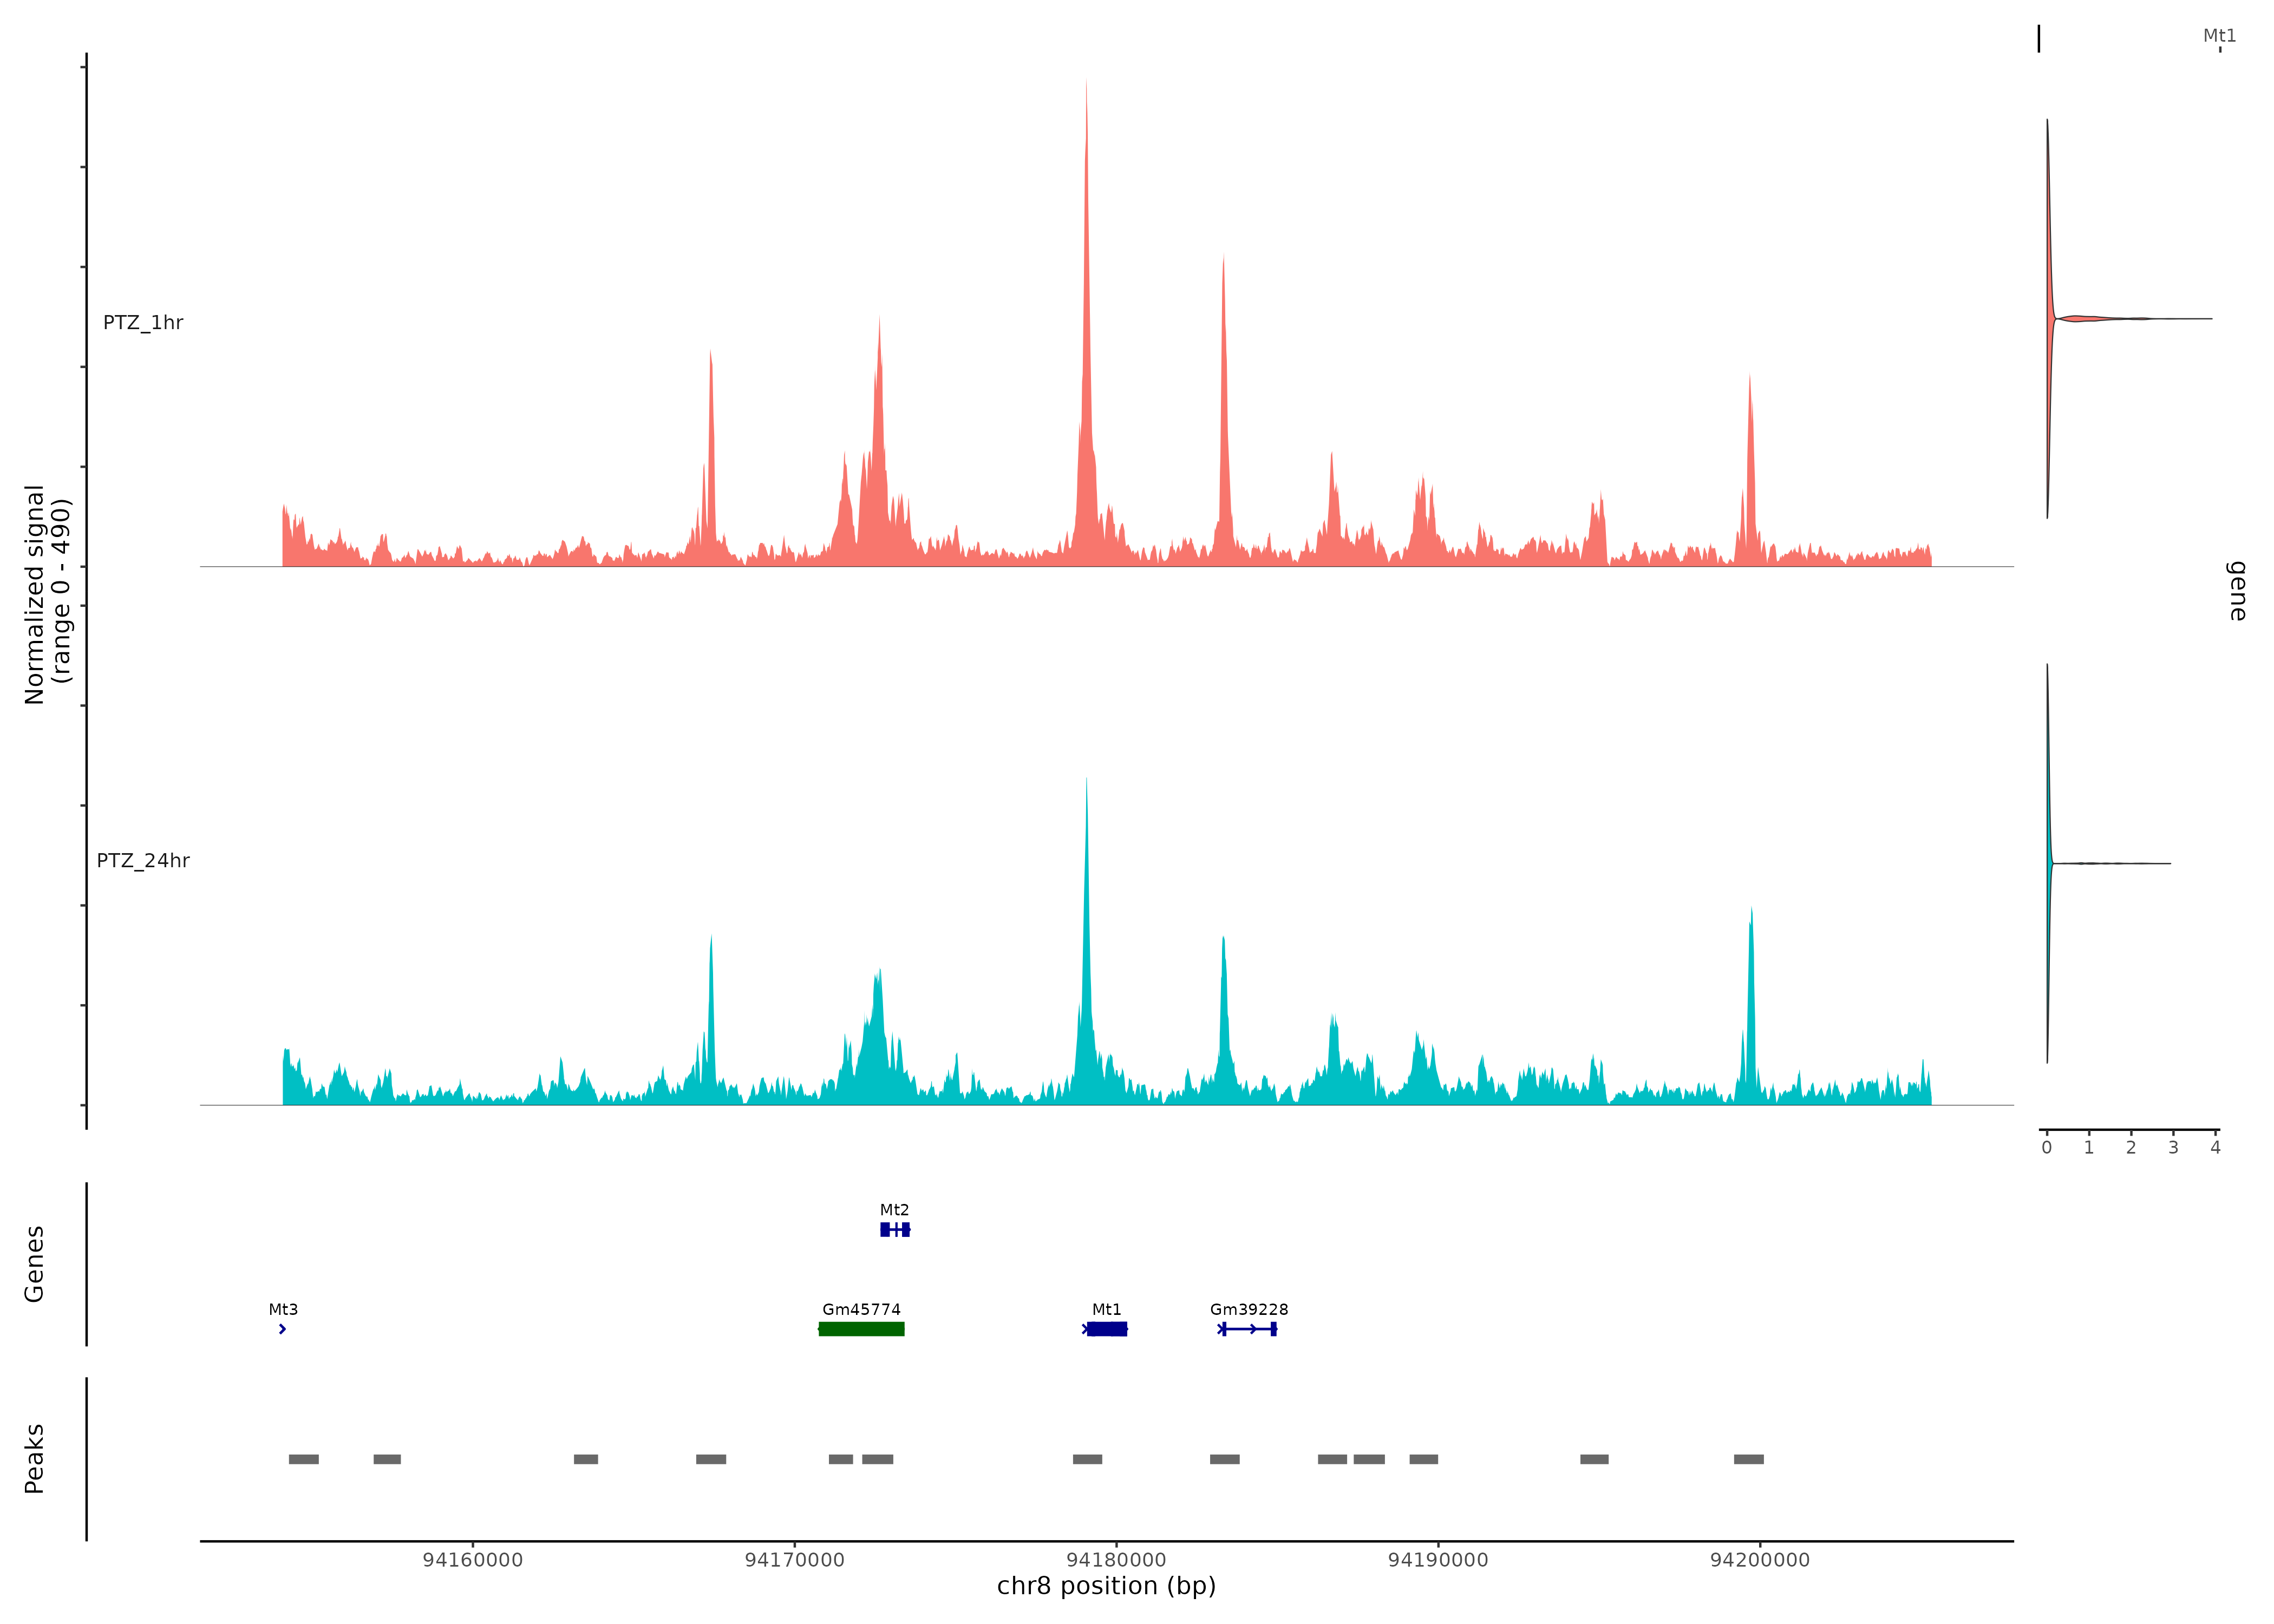 Mt1
PTZ_1hr
Normalized signal
(range 0 - 490)
gene
PTZ_24hr
0 1 2 3 4
Genes
Mt2
Mt3 Gm45774 Mt1 Gm39228
Peaks
94160000 94170000 94180000 94190000 94200000
chr8 position (bp)